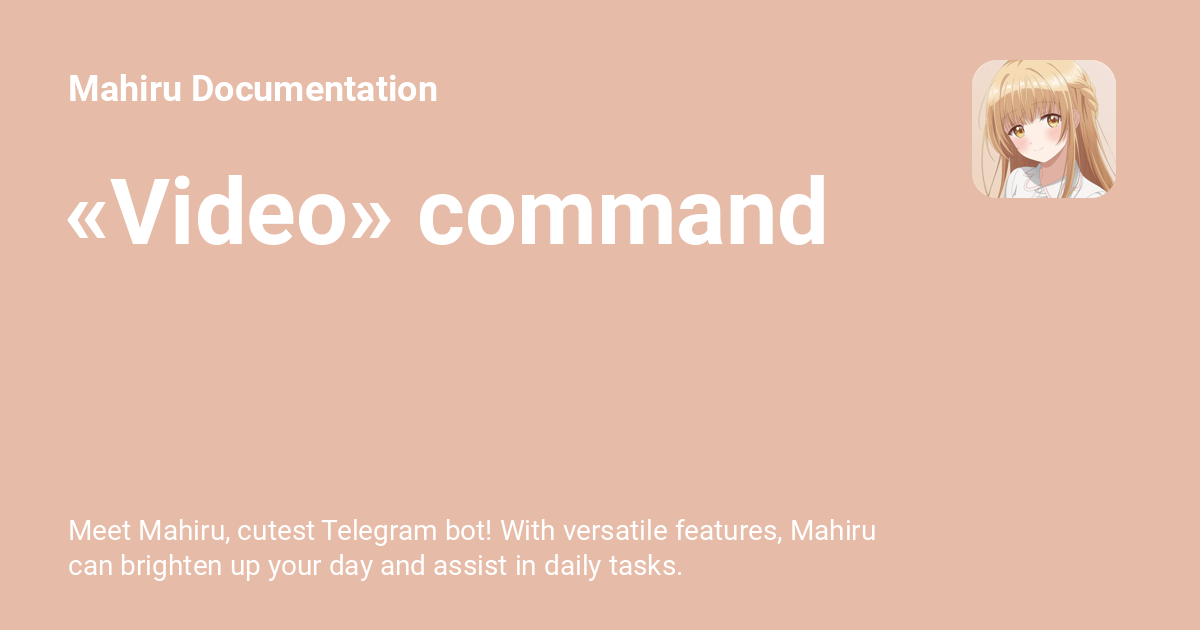 Mahiru Documentation
«Video» command
Meet Mahiru, cutest Telegram bot! With versatile features, Mahiru
can brighten up your day and assist in daily tasks.